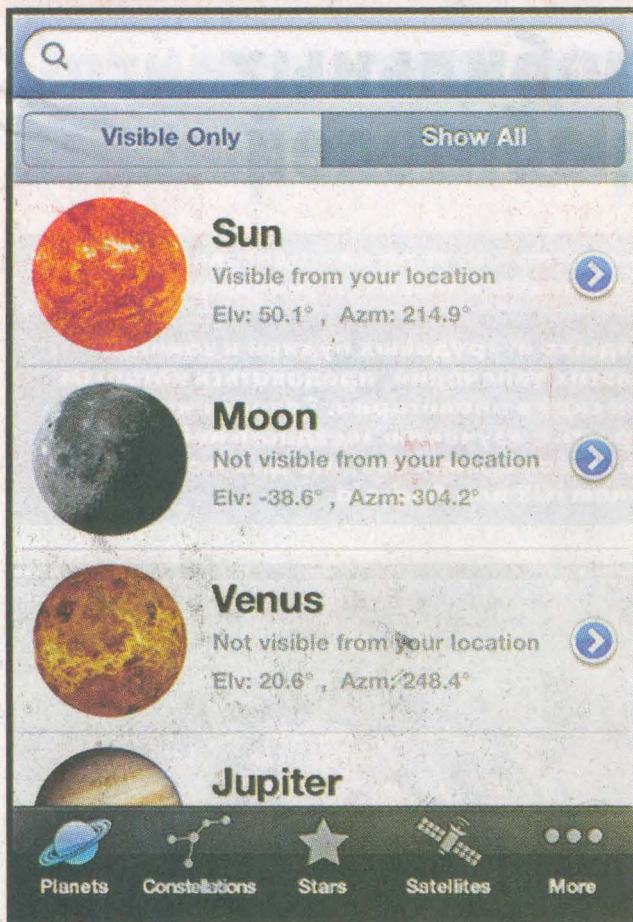 Visible Only Show All
Sun
Visible from your location
Elv: 50.1° , Azm: 214.9°
Moon
Not visible from your location
Elv: -38.6° , Azm: 304.2°
Venus
Not visible from your location
Elv: 20.6° , Azm: 248.4°
Jupiter
Planets Constellations Stars Satellites More